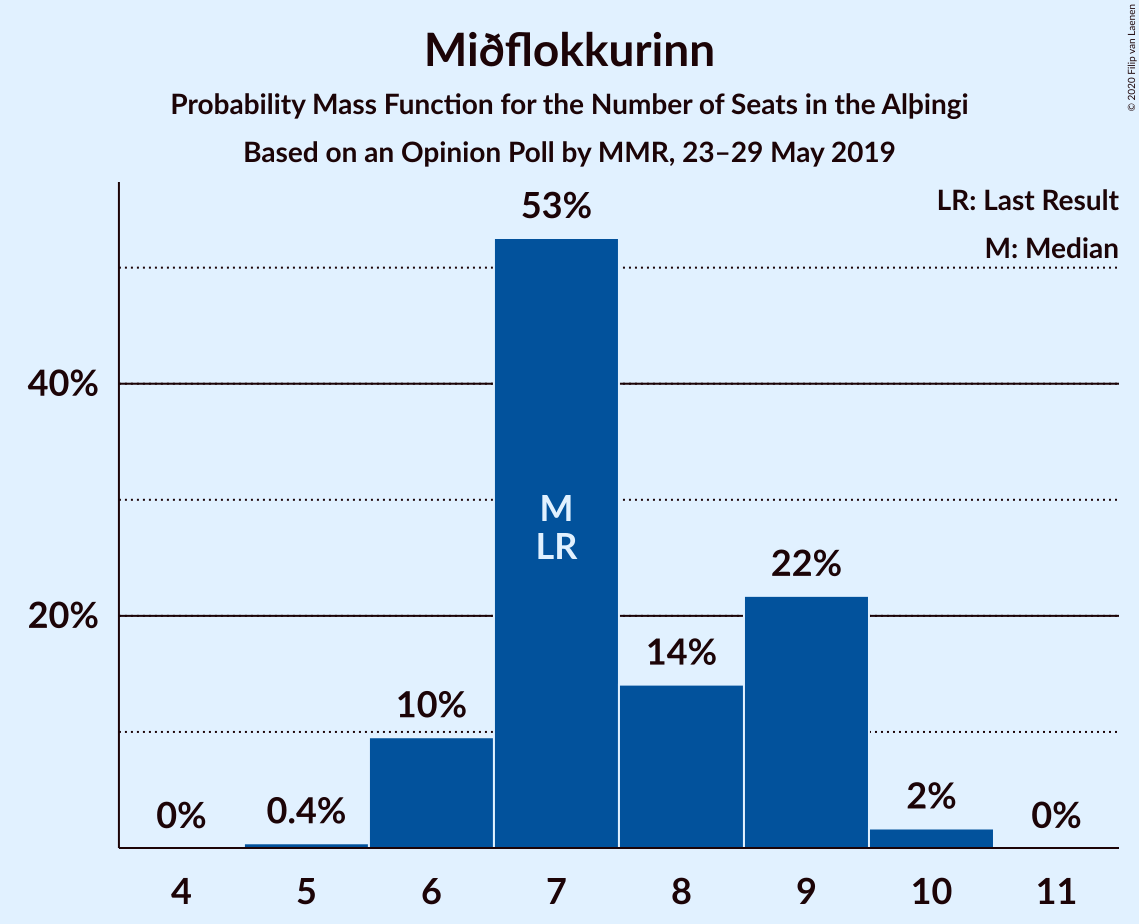 Miðflokkurinn
Probability Mass Function for the Number of Seats in the Alþingi
Based on an Opinion Poll by MMR, 23–29 May 2019
© 2020 Filip van Laenen
LR: Last Result
M: Median
53%
40%
M
LR
22%
20%
14%
10%
0%
0.4%
2%
0%
4
5
6
7
8
9
10
11